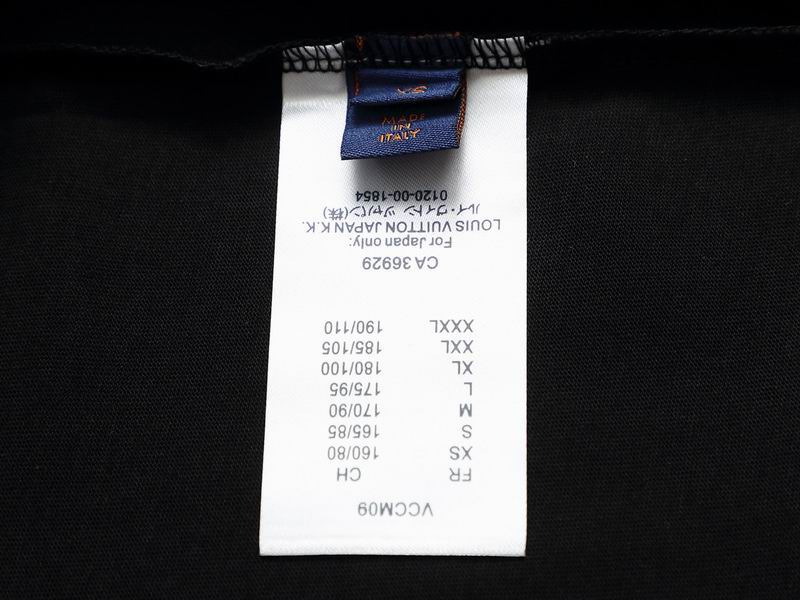 MADE
IN
ITALY
VCCM09
FR CH
XS 160/80
S 165/85
M 170/90
L 175/95
XL 180/100
XXL 185/105
XXXL 190/110
CA 36929
For Japan only:
LOUIS VUITTON JAPAN K.K.
ルイ・ヴィトン ジャパン(株)
0120-00-1854